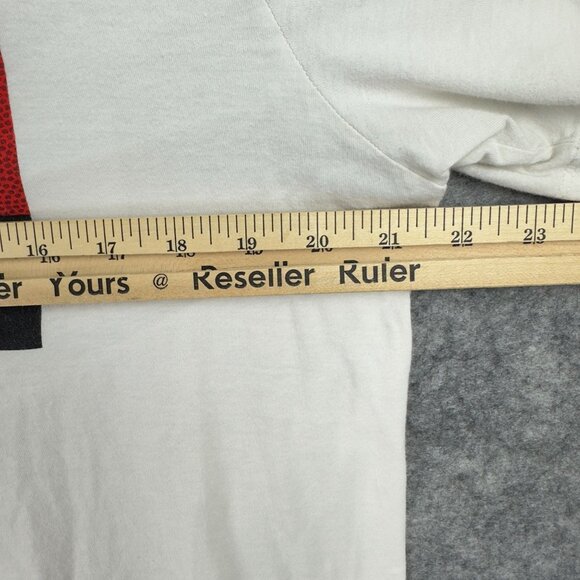 16 17 18 19 20 21 22 23
er Yours @ Reseller Ruler